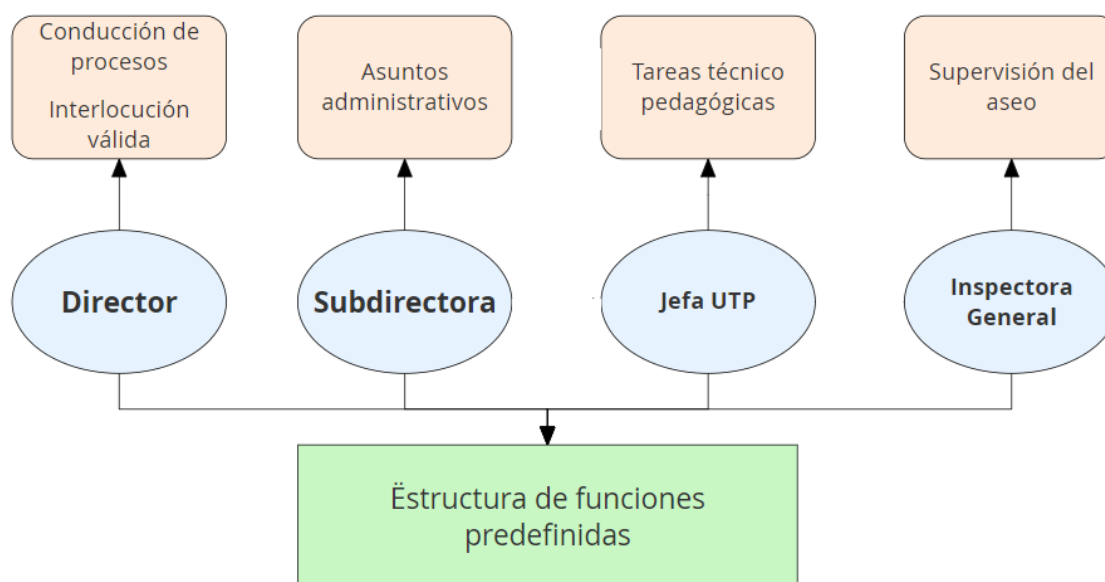 Conducción de
procesos
Interlocución
válida
Asuntos
administrativos
Tareas técnico
pedagógicas
Supervisión del
aseo
Director
Subdirectora
Jefa UTP
Inspectora
General
Ëstructura de funciones
predefinidas